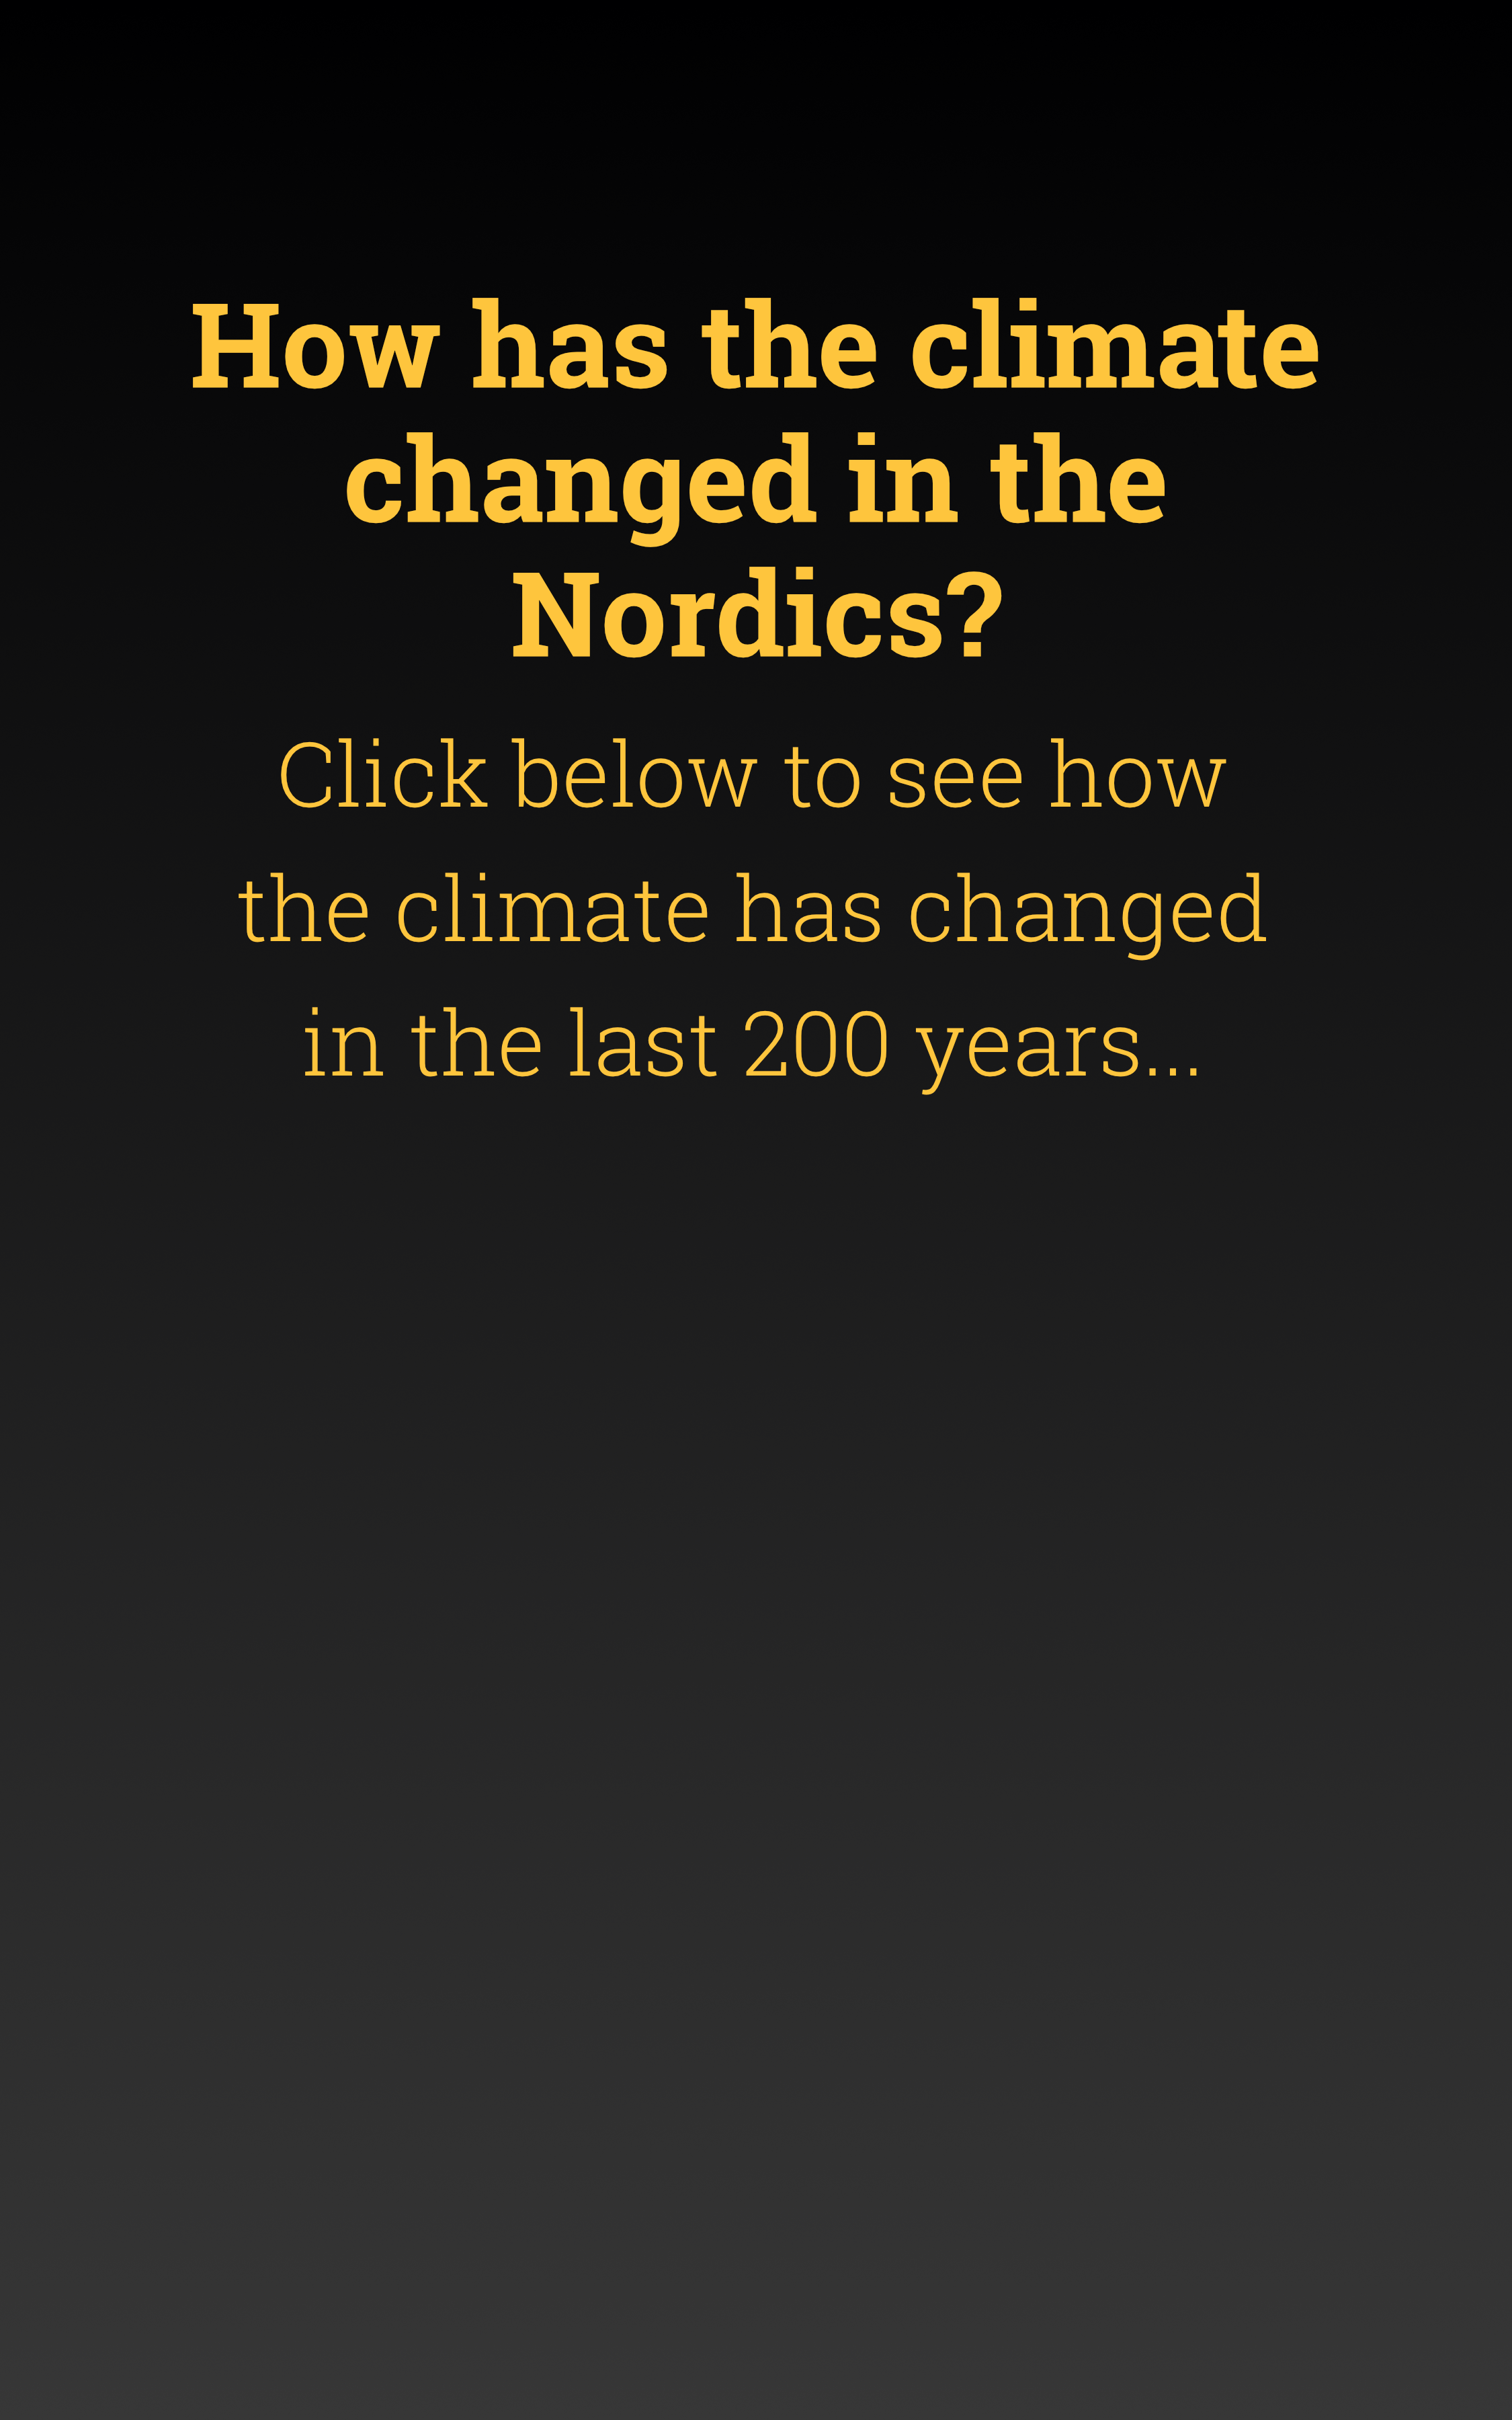 How has the climate
changed in the
Nordics?
Click below to see how
the climate has changed
in the last 200 years...